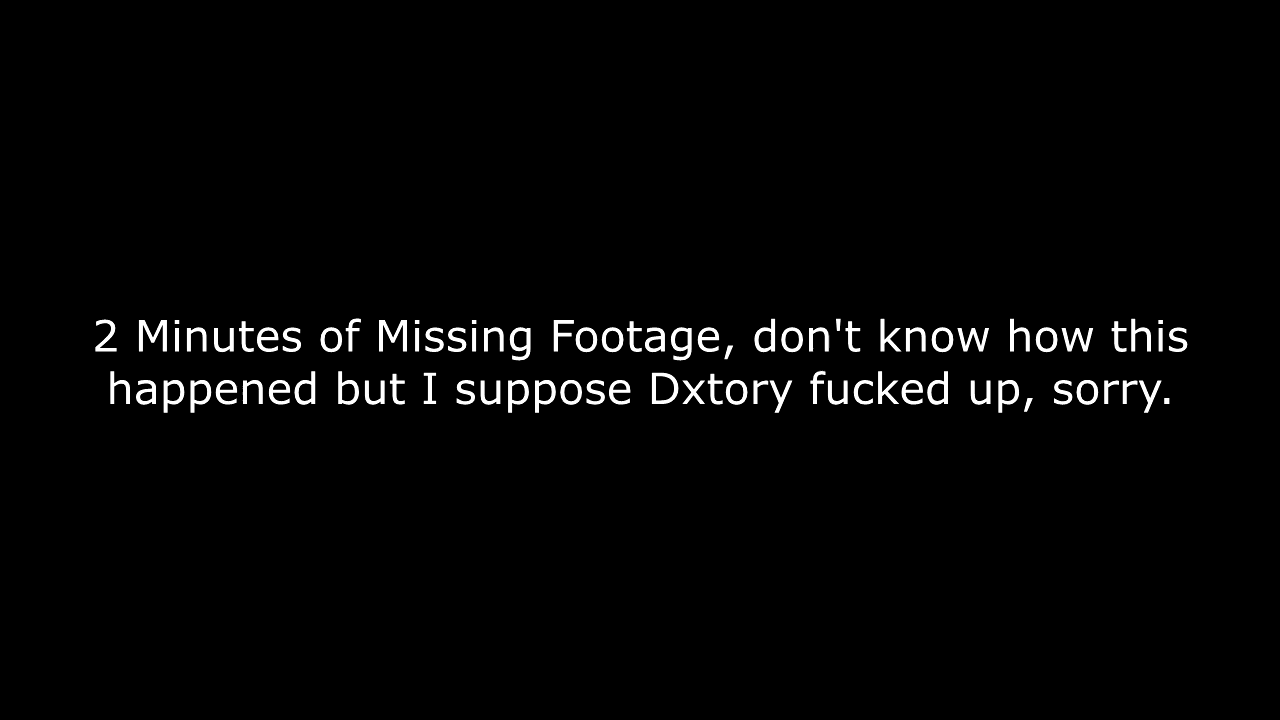 2 Minutes of Missing Footage, don't know how this
happened but I suppose Dxtory fucked up, sorry.